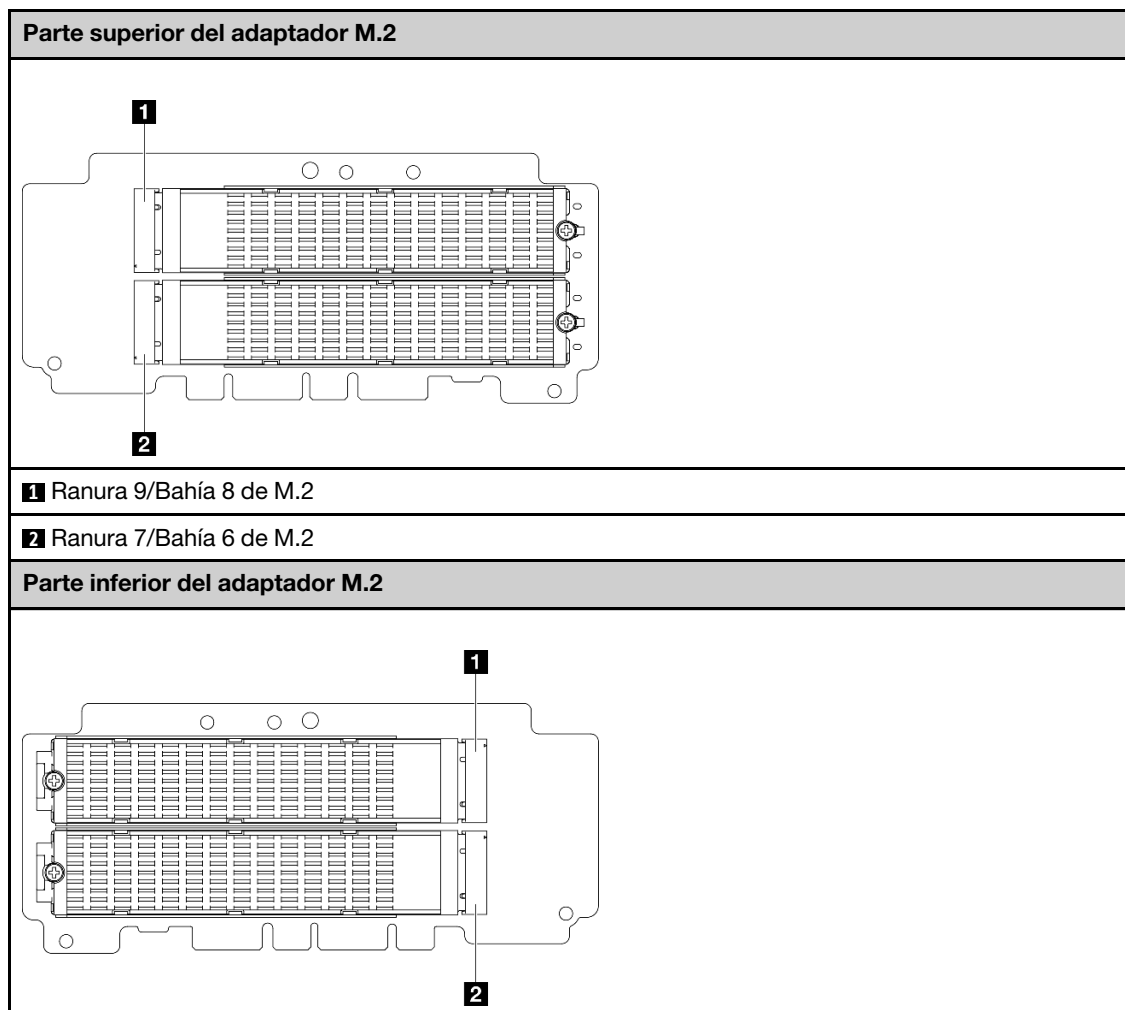 Parte superior del adaptador M.2
1
2
1 Ranura 9/Bahía 8 de M.2
2 Ranura 7/Bahía 6 de M.2
Parte inferior del adaptador M.2
1
2